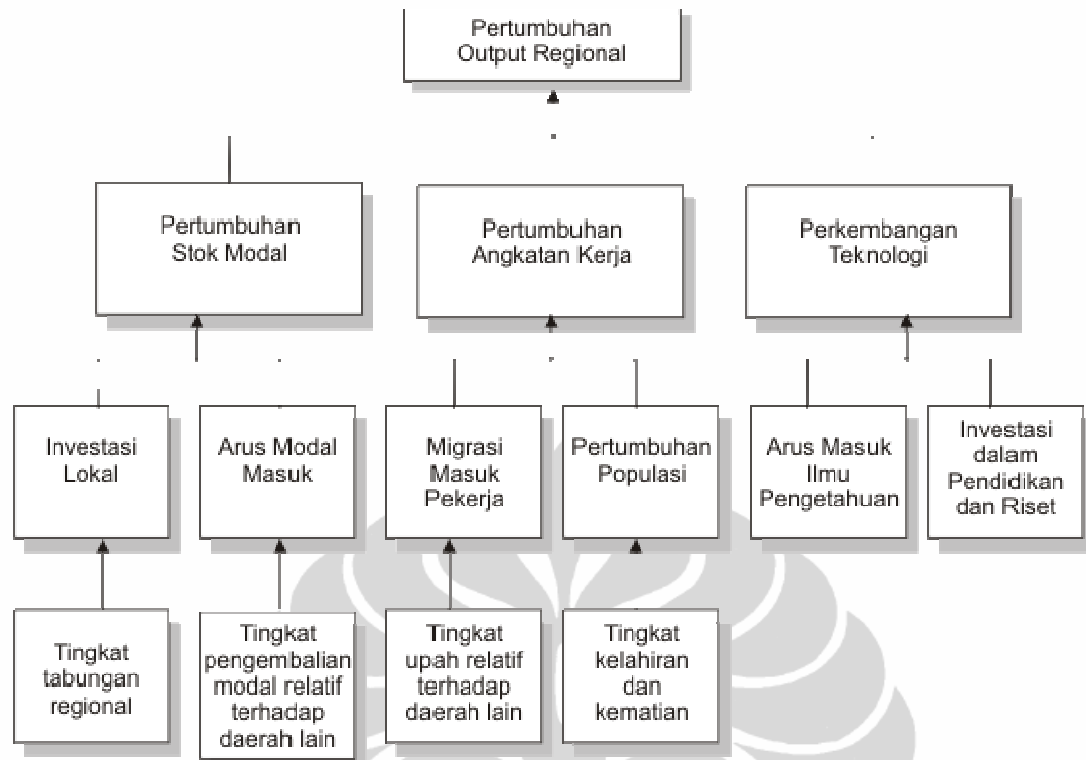 Pertumbuhan
Output Regional
Pertumbuhan
Stok Modal
Pertumbuhan
Angkatan Kerja
Perkembangan
Teknologi
Investasi
Lokal
Arus Modal
Masuk
Migrasi
Masuk
Pekerja
Pertumbuhan
Populasi
Arus Masuk
Ilmu
Pengetahuan
Investasi
dalam
Pendidikan
dan Riset
Tingkat
tabungan
regional
Tingkat
pengembalian
modal relatif
terhadap
daerah lain
Tingkat
upah relatif
terhadap
daerah lain
Tingkat
kelahiran
dan
kematian